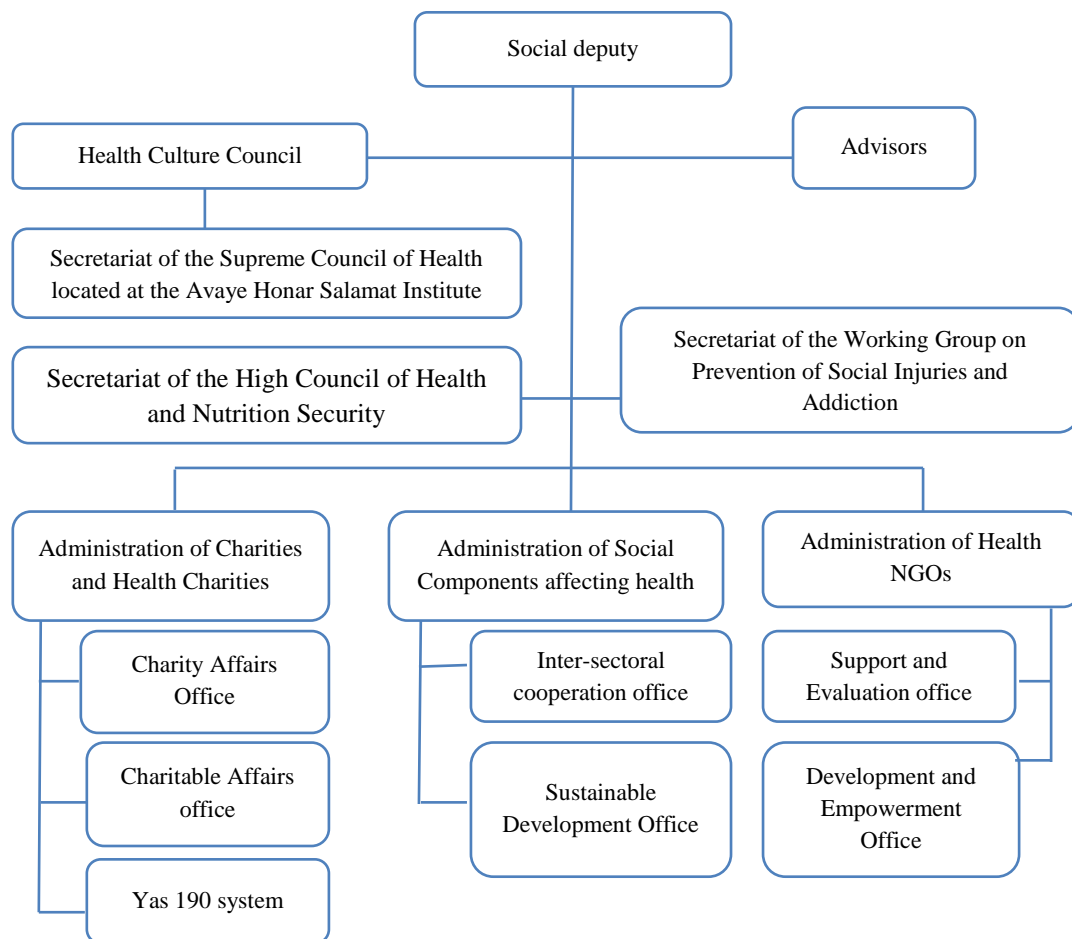 Social deputy
Health Culture Council
Advisors
Secretariat of the Supreme Council of Health
located at the Avaye Honar Salamat Institute
Secretariat of the High Council of Health
and Nutrition Security
Secretariat of the Working Group on
Prevention of Social Injuries and
Addiction
Administration of Charities
and Health Charities
Administration of Social
Components affecting health
Administration of Health
NGOs
Charity Affairs
Office
Inter-sectoral
cooperation office
Support and
Evaluation office
Charitable Affairs
office
Sustainable
Development Office
Development and
Empowerment
Office
Yas 190 system